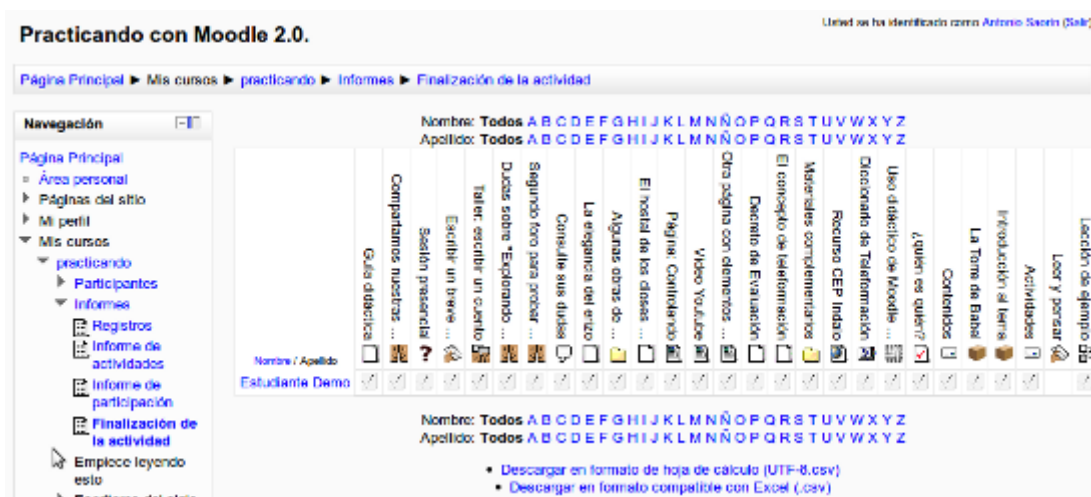 Practicando con Moodle 2.0.
Usted se ha identificado como Antonio Saorin (Salir)
Página Principal ► Mis cursos ► practicando ► Informes ► Finalización de la actividad
Navegación
Página Principal
Área personal
Páginas del sitio
Mi perfil
Mis cursos
practicando
Participantes
Informes
Registros
Informe de
actividades
Informe de
participación
Finalización de
la actividad
Empiece leyendo
esto
Nombre: Todos A B C D E F G H I J K L M N Ñ O P Q R S T U V W X Y Z
Apellido: Todos A B C D E F G H I J K L M N Ñ O P Q R S T U V W X Y Z
Nombre / Apellido
Guía didáctica
Compartamos nuestras ...
Sesión presencial
Escribir un breve ...
Taller: escribir un cuento
Dudas sobre "Explorando ...
Segundo foro para probar ...
Consulte sus dudas
La elegancia del erizo
Algunas obras de ...
El hostal de los dioses ...
Página: Controlando
Video Youtube
Otra página con elementos ...
Decreto de Evaluación
El concepto de teleformación
Materiales complementarios
Recurso CEP Indalo
Diccionario de Teleformación
Uso didáctico de Moodle ...
¿quién es quién?
Contenidos
La Torre de Babel
Introducción al tema
Actividades
Leer y pensar
Lección de ejemplo
Estudiante Demo
Nombre: Todos A B C D E F G H I J K L M N Ñ O P Q R S T U V W X Y Z
Apellido: Todos A B C D E F G H I J K L M N Ñ O P Q R S T U V W X Y Z
Descargar en formato de hoja de cálculo (UTF-8.csv)
Descargar en formato compatible con Excel (.csv)